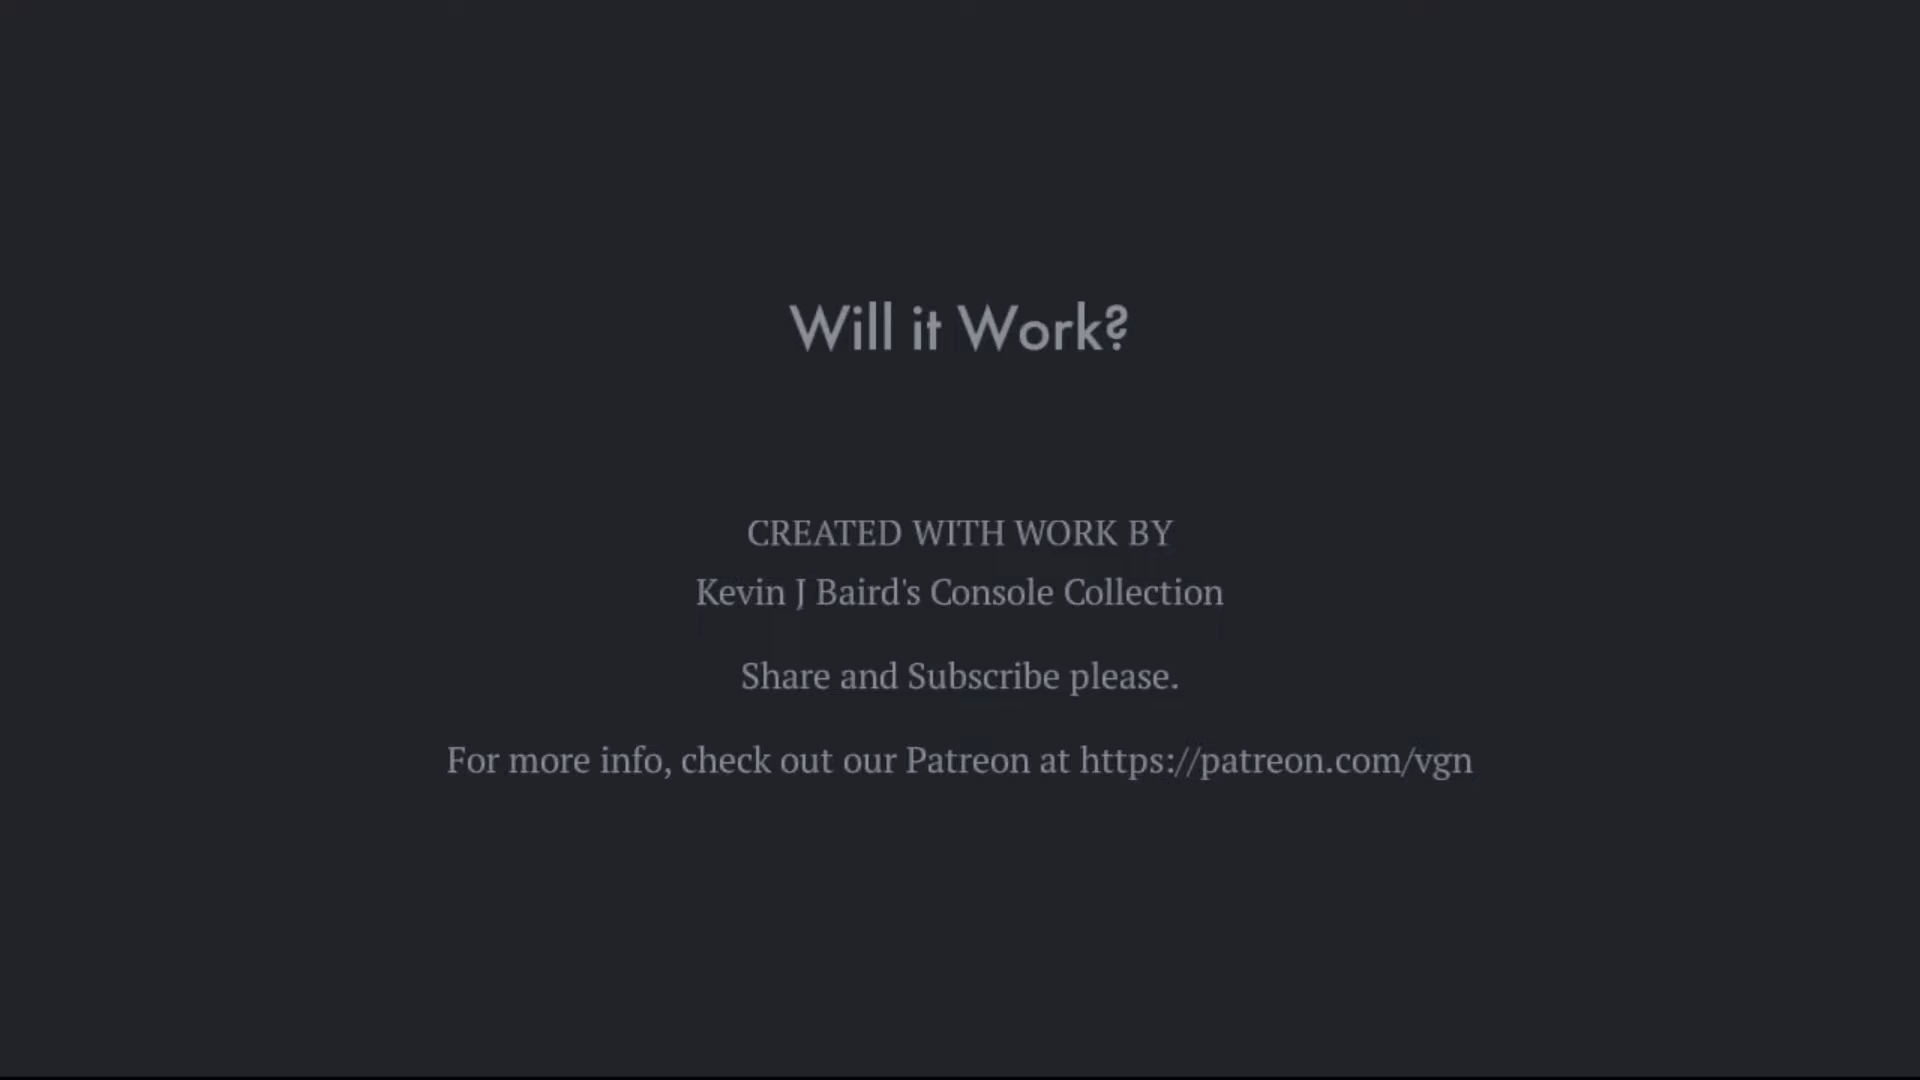 Will it Work?
CREATED WITH WORK BY
Kevin J Baird's Console Collection
Share and Subscribe please.
For more info, check out our Patreon at https://patreon.com/vgn